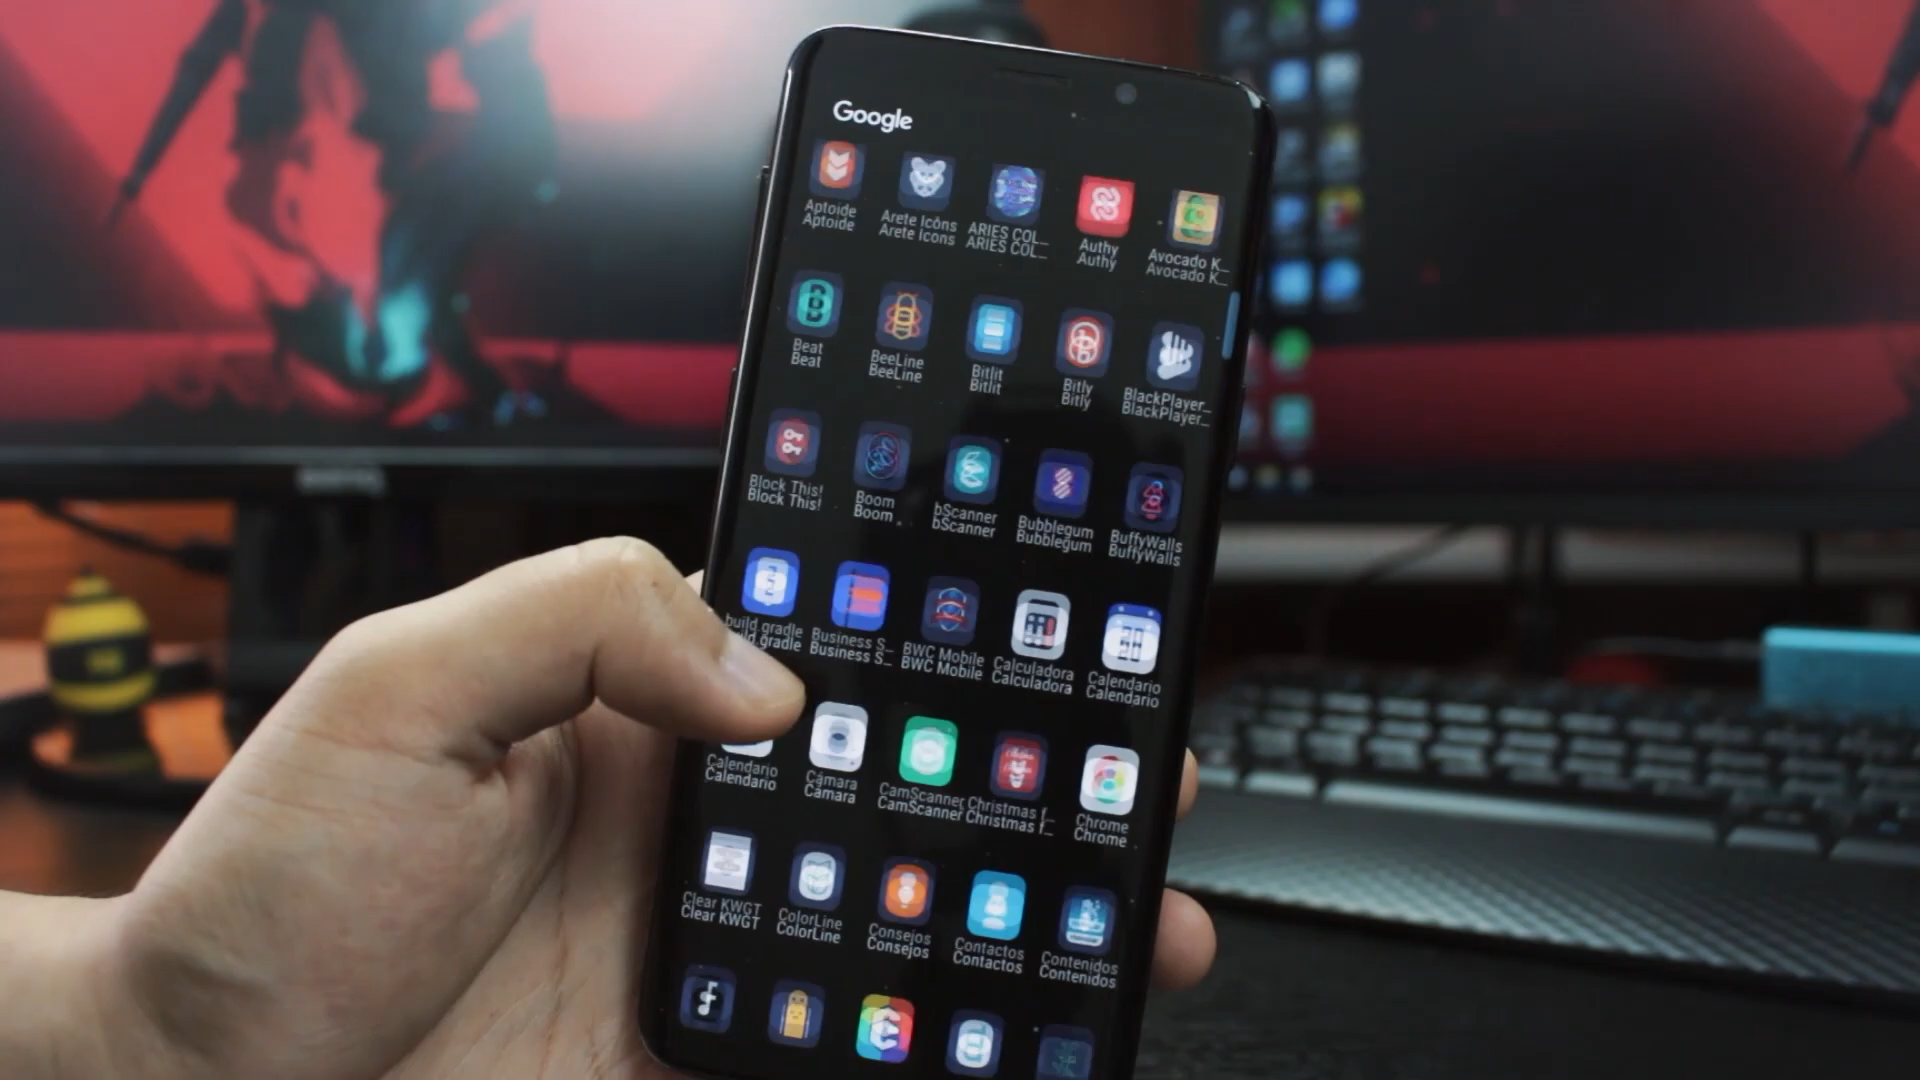 Google
Aptoide Arete Icons ARIES COL... Authy Avocado K...
Aptoide Arete Icons ARIES COL... Authy Avocado K...
Beat BeeLine Bitlit Bitly BlackPlayer...
Beat BeeLine Bitlit Bitly BlackPlayer...
Block This! Boom bScanner Bubblegum BuffyWalls
Block This! Boom bScanner Bubblegum BuffyWalls
build.gradle Business S... BWC Mobile Calculadora Calendario
ild.gradle Business S... BWC Mobile Calculadora Calendario
Calendario Cámara CamScanner Christmas f... Chrome
Calendario Cámara CamScanner Christmas f... Chrome
Clear KWGT ColorLine Consejos Contactos Contenidos
Clear KWGT ColorLine Consejos Contactos Contenidos